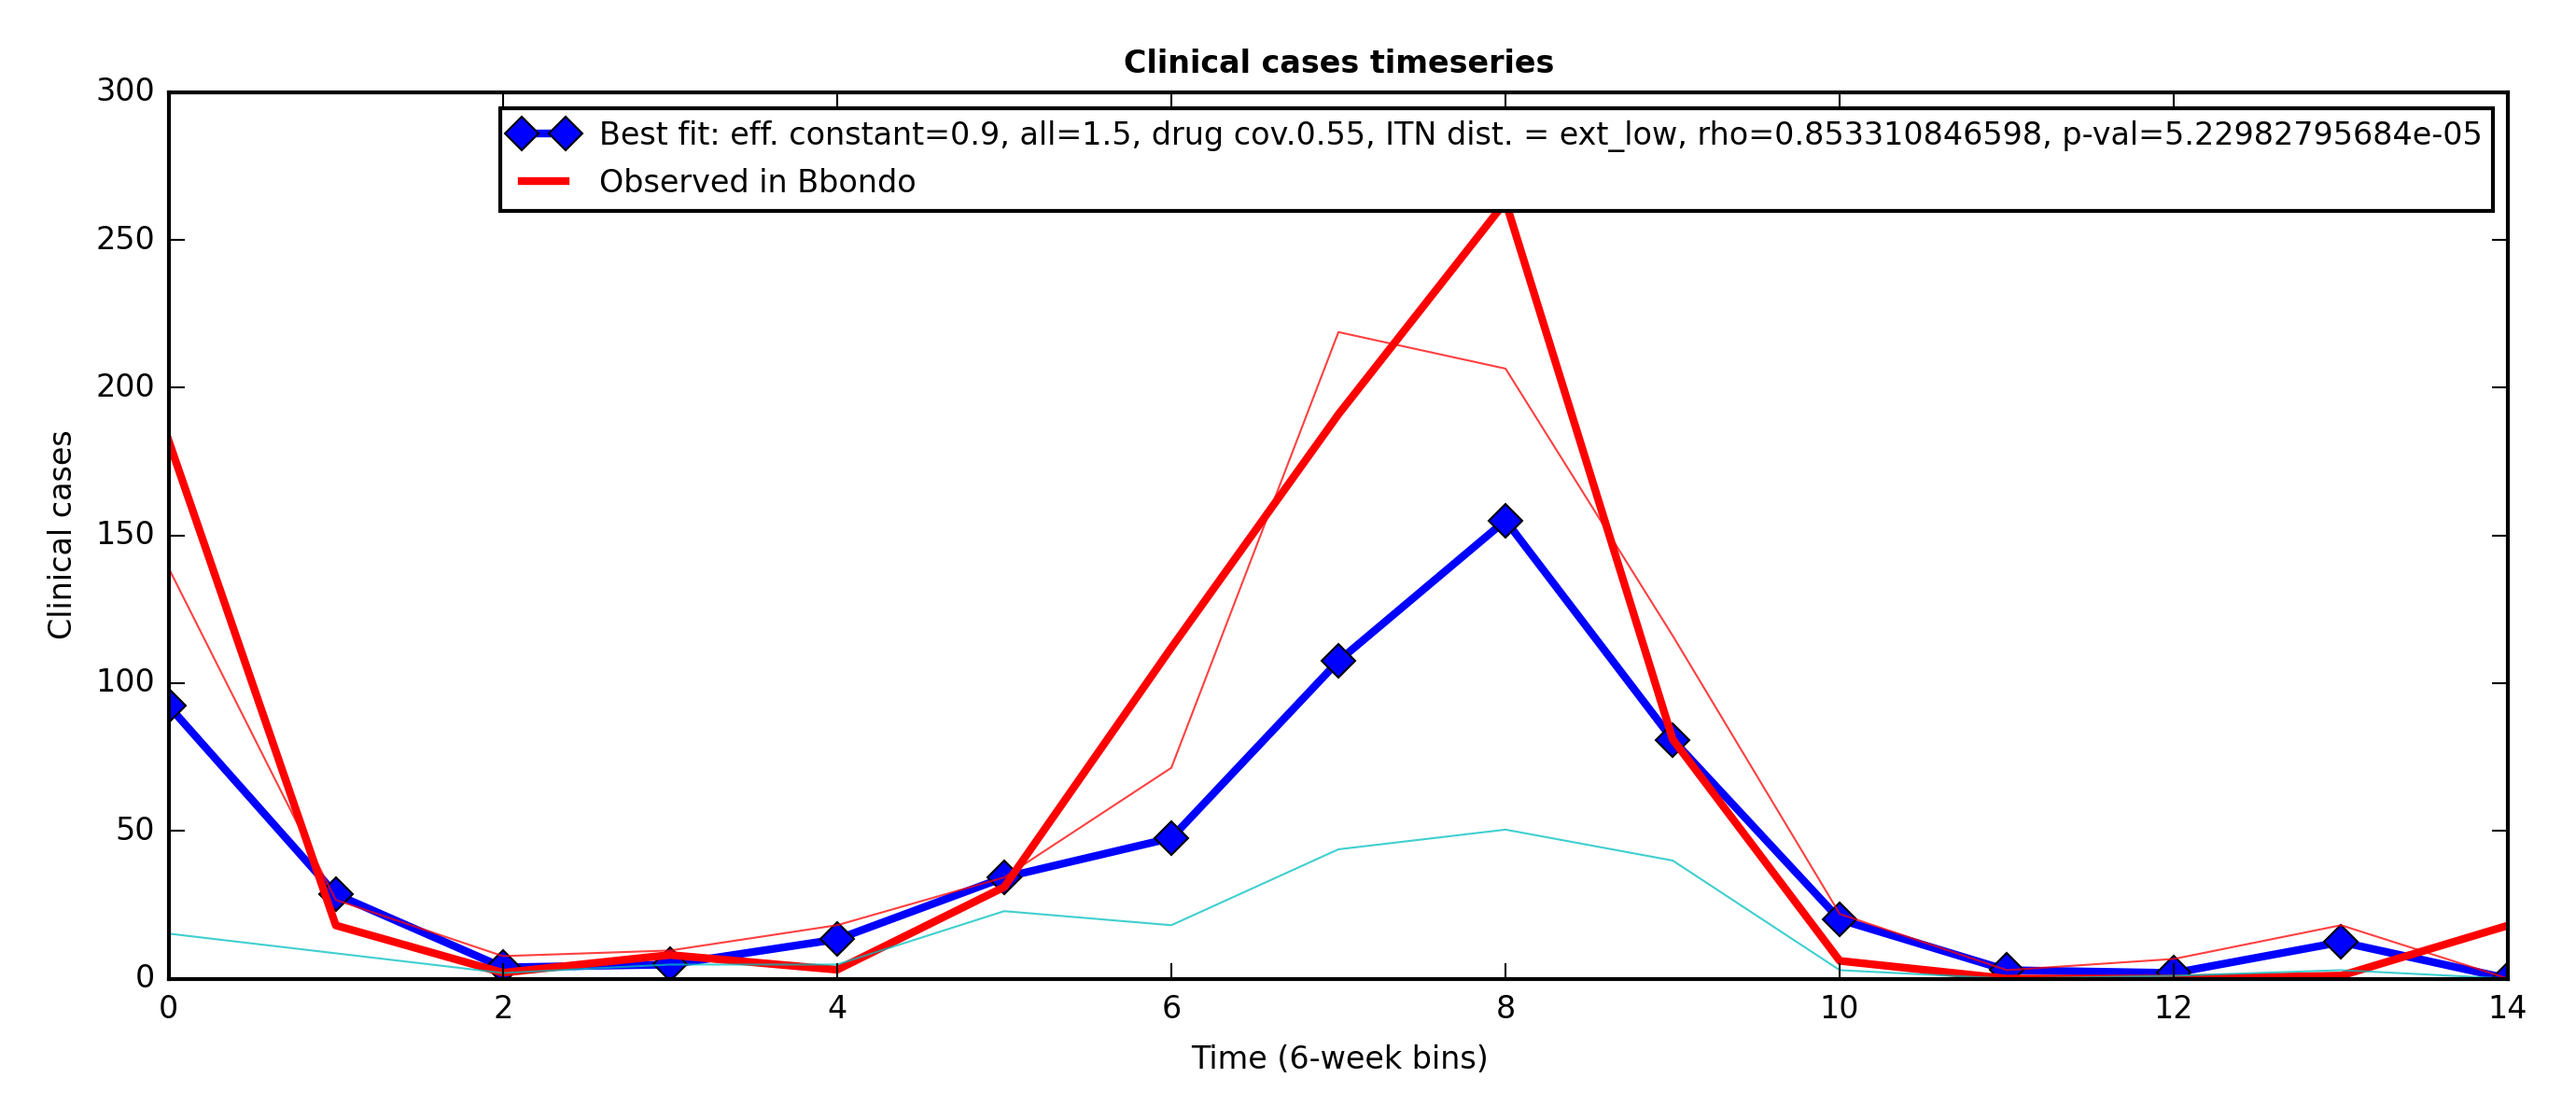 Clinical cases timeseries
300
250
200
150
100
50
0
Clinical cases
Best fit: eff. constant=0.9, all=1.5, drug cov.0.55, ITN dist. = ext_low, rho=0.853310846598, p-val=5.22982795684e-05
Observed in Bbondo
0 2 4 6 8 10 12 14
Time (6-week bins)